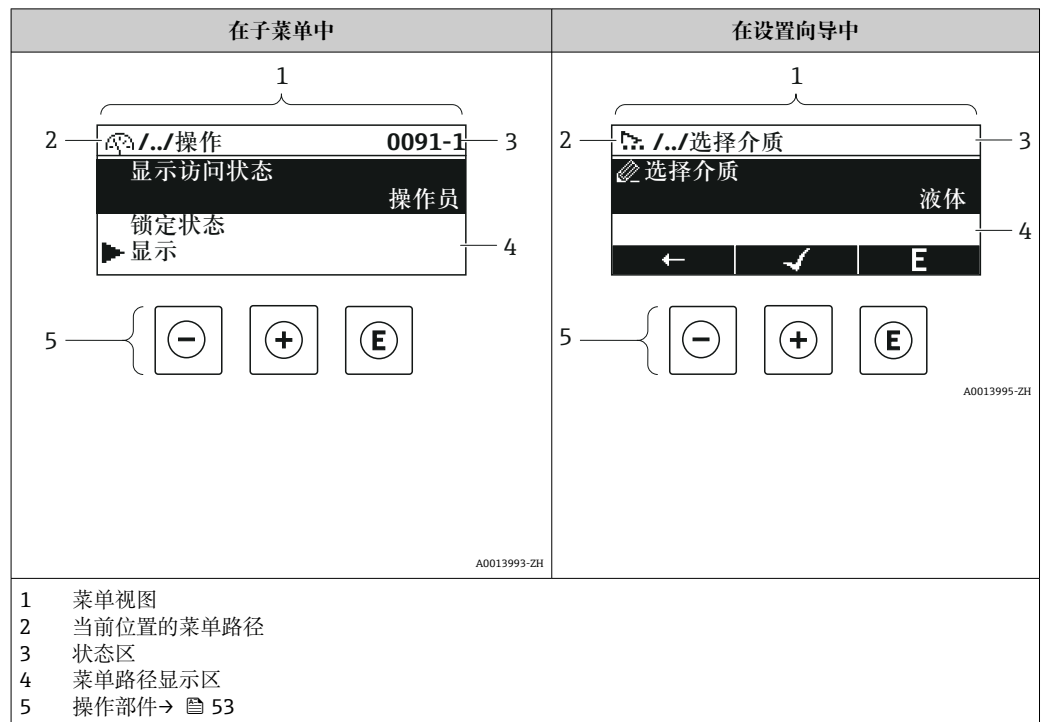 在子菜单中
在设置向导中
1
2
/../操作 0091-1
3
显示访问状态
操作员
锁定状态
显示
4
5
− + E
A0013993-ZH
1
2
/../选择介质
3
选择介质
液体
4
← ✓ E
5
− + E
A0013995-ZH
1 菜单视图
2 当前位置的菜单路径
3 状态区
4 菜单路径显示区
5 操作部件→ 53